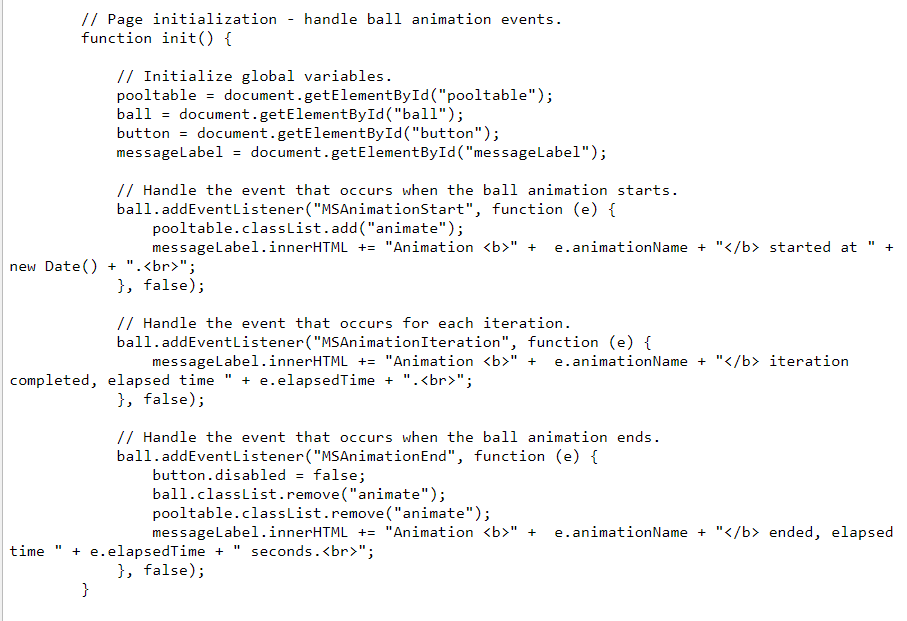 // Page initialization - handle ball animation events.
function init() {
// Initialize global variables.
pooltable = document.getElementById("pooltable");
ball = document.getElementById("ball");
button = document.getElementById("button");
messageLabel = document.getElementById("messageLabel");
// Handle the event that occurs when the ball animation starts.
ball.addEventListener("MSAnimationStart", function (e) {
pooltable.classList.add("animate");
messageLabel.innerHTML += "Animation <b>" +  e.animationName + "</b> started at " +
new Date() + ".<br>";
}, false);
// Handle the event that occurs for each iteration.
ball.addEventListener("MSAnimationIteration", function (e) {
messageLabel.innerHTML += "Animation <b>" +  e.animationName + "</b> iteration
completed, elapsed time " + e.elapsedTime + ".<br>";
}, false);
// Handle the event that occurs when the ball animation ends.
ball.addEventListener("MSAnimationEnd", function (e) {
button.disabled = false;
ball.classList.remove("animate");
pooltable.classList.remove("animate");
messageLabel.innerHTML += "Animation <b>" +  e.animationName + "</b> ended, elapsed
time " + e.elapsedTime + " seconds.<br>";
}, false);
}